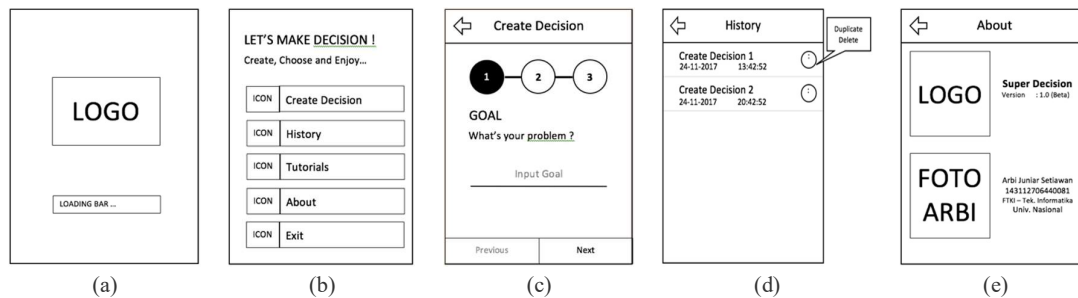 LOGO
LOADING BAR ...
(a)
LET'S MAKE DECISION !
Create, Choose and Enjoy...
ICON Create Decision
ICON History
ICON Tutorials
ICON About
ICON Exit
(b)
Create Decision
1 2 3
GOAL
What's your problem ?
Input Goal
Previous Next
(c)
History
Duplicate
Delete
Create Decision 1
24-11-2017 13:42:52
Create Decision 2
24-11-2017 20:42:52
(d)
About
LOGO
Super Decision
Version : 1.0 (Beta)
FOTO
ARBI
Arbi Juniar Setiawan
143112706440081
FTKI – Tek. Informatika
Univ. Nasional
(e)